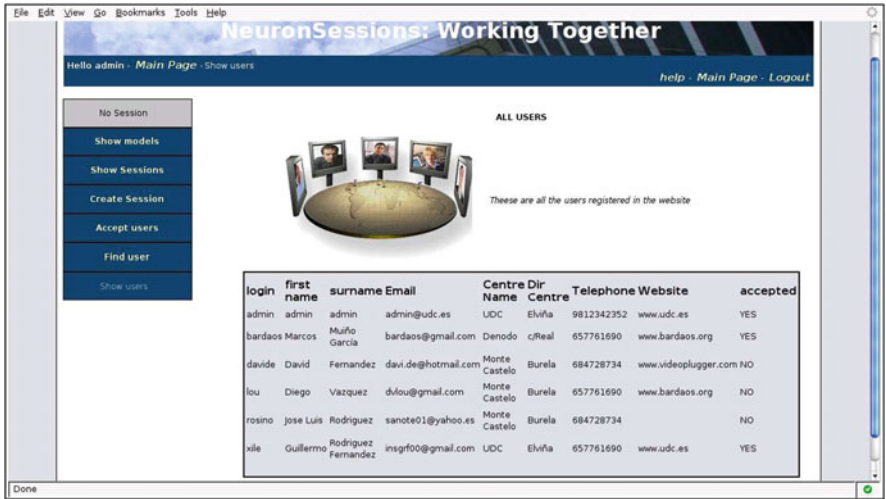 File Edit View Go Bookmarks Tools Help
NeuronSessions: Working Together
Hello admin - Main Page - Show users
help - Main Page - Logout
No Session
Show models
Show Sessions
Create Session
Accept users
Find user
Show users
ALL USERS
Theese are all the users registered in the website
login first name surname Email Centre Name Dir Centre Telephone Website accepted
admin admin admin admin@udc.es UDC Elviña 9812342352 www.udc.es YES
bardaos Marcos Muiño García bardaos@gmail.com Denodo c/Real 657761690 www.bardaos.org YES
davide David Fernandez davi.de@hotmail.com Monte Castelo Burela 684728734 www.videoplugger.com NO
lou Diego Vazquez dvlou@gmail.com Monte Castelo Burela 657761690 www.bardaos.org NO
rosino Jose Luis Rodriguez sanote01@yahoo.es Monte Castelo Burela 684728734 NO
xile Guillermo Rodriguez Fernandez insgrf00@gmail.com UDC Elviña 657761690 www.udc.es YES
Done